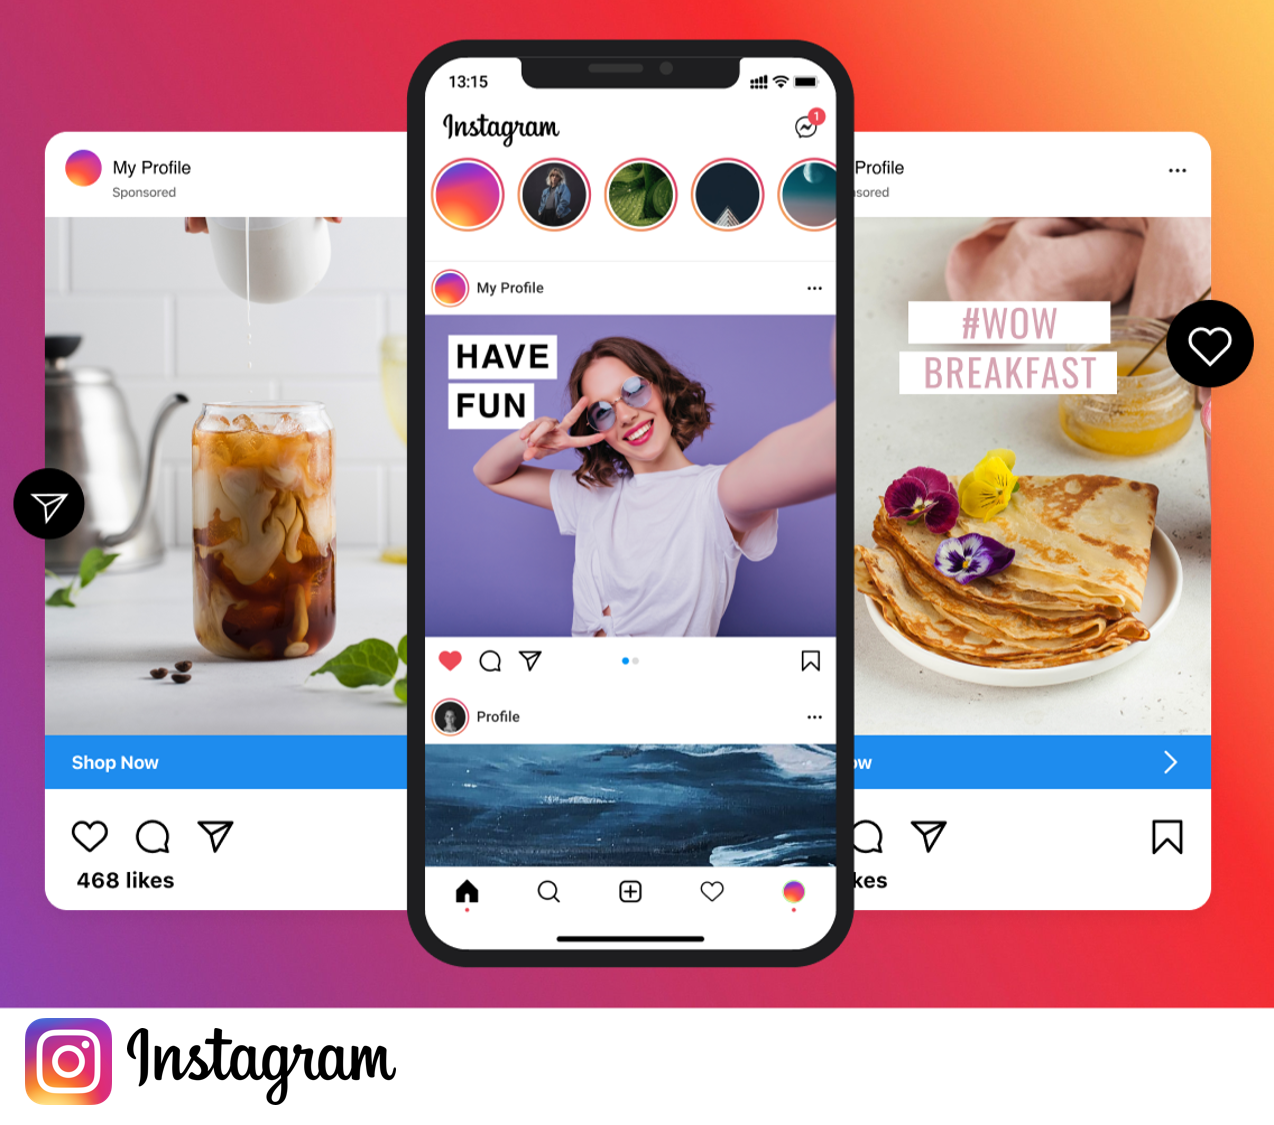 My Profile
Sponsored
Shop Now
468 likes
13:15
Instagram
1
My Profile
HAVE
FUN
Profile
Profile
sored
#WOW
BREAKFAST
ow
kes
Instagram